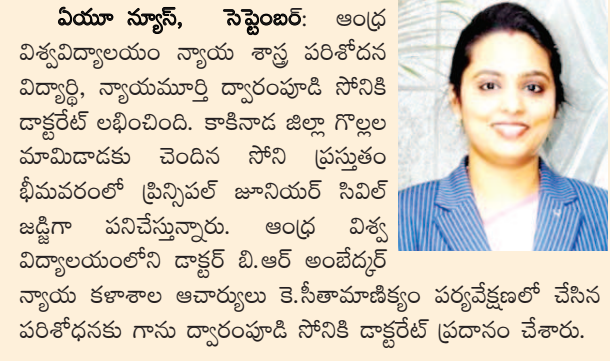 ఏయూ న్యూస్, సెప్టెంబర్: ఆంధ్ర
విశ్వవిద్యాలయం న్యాయ శాస్త్ర పరిశోదన
విద్యార్థి, న్యాయమూర్తి ద్వారంపూడి సోనికి
డాక్టరేట్ లభించింది. కాకినాడ జిల్లా గొల్లల
మామిడాడకు చెందిన సోని ప్రస్తుతం
భీమవరంలో ప్రిన్సిపల్ జూనియర్ సివిల్
జడ్జిగా పనిచేస్తున్నారు. ఆంధ్ర విశ్వ
విద్యాలయంలోని డాక్టర్ బి.ఆర్ అంబేద్కర్
న్యాయ కళాశాల ఆచార్యులు కె.సీతామాణిక్యం పర్యవేక్షణలో చేసిన
పరిశోధనకు గాను ద్వారంపూడి సోనికి డాక్టరేట్ ప్రదానం చేశారు.